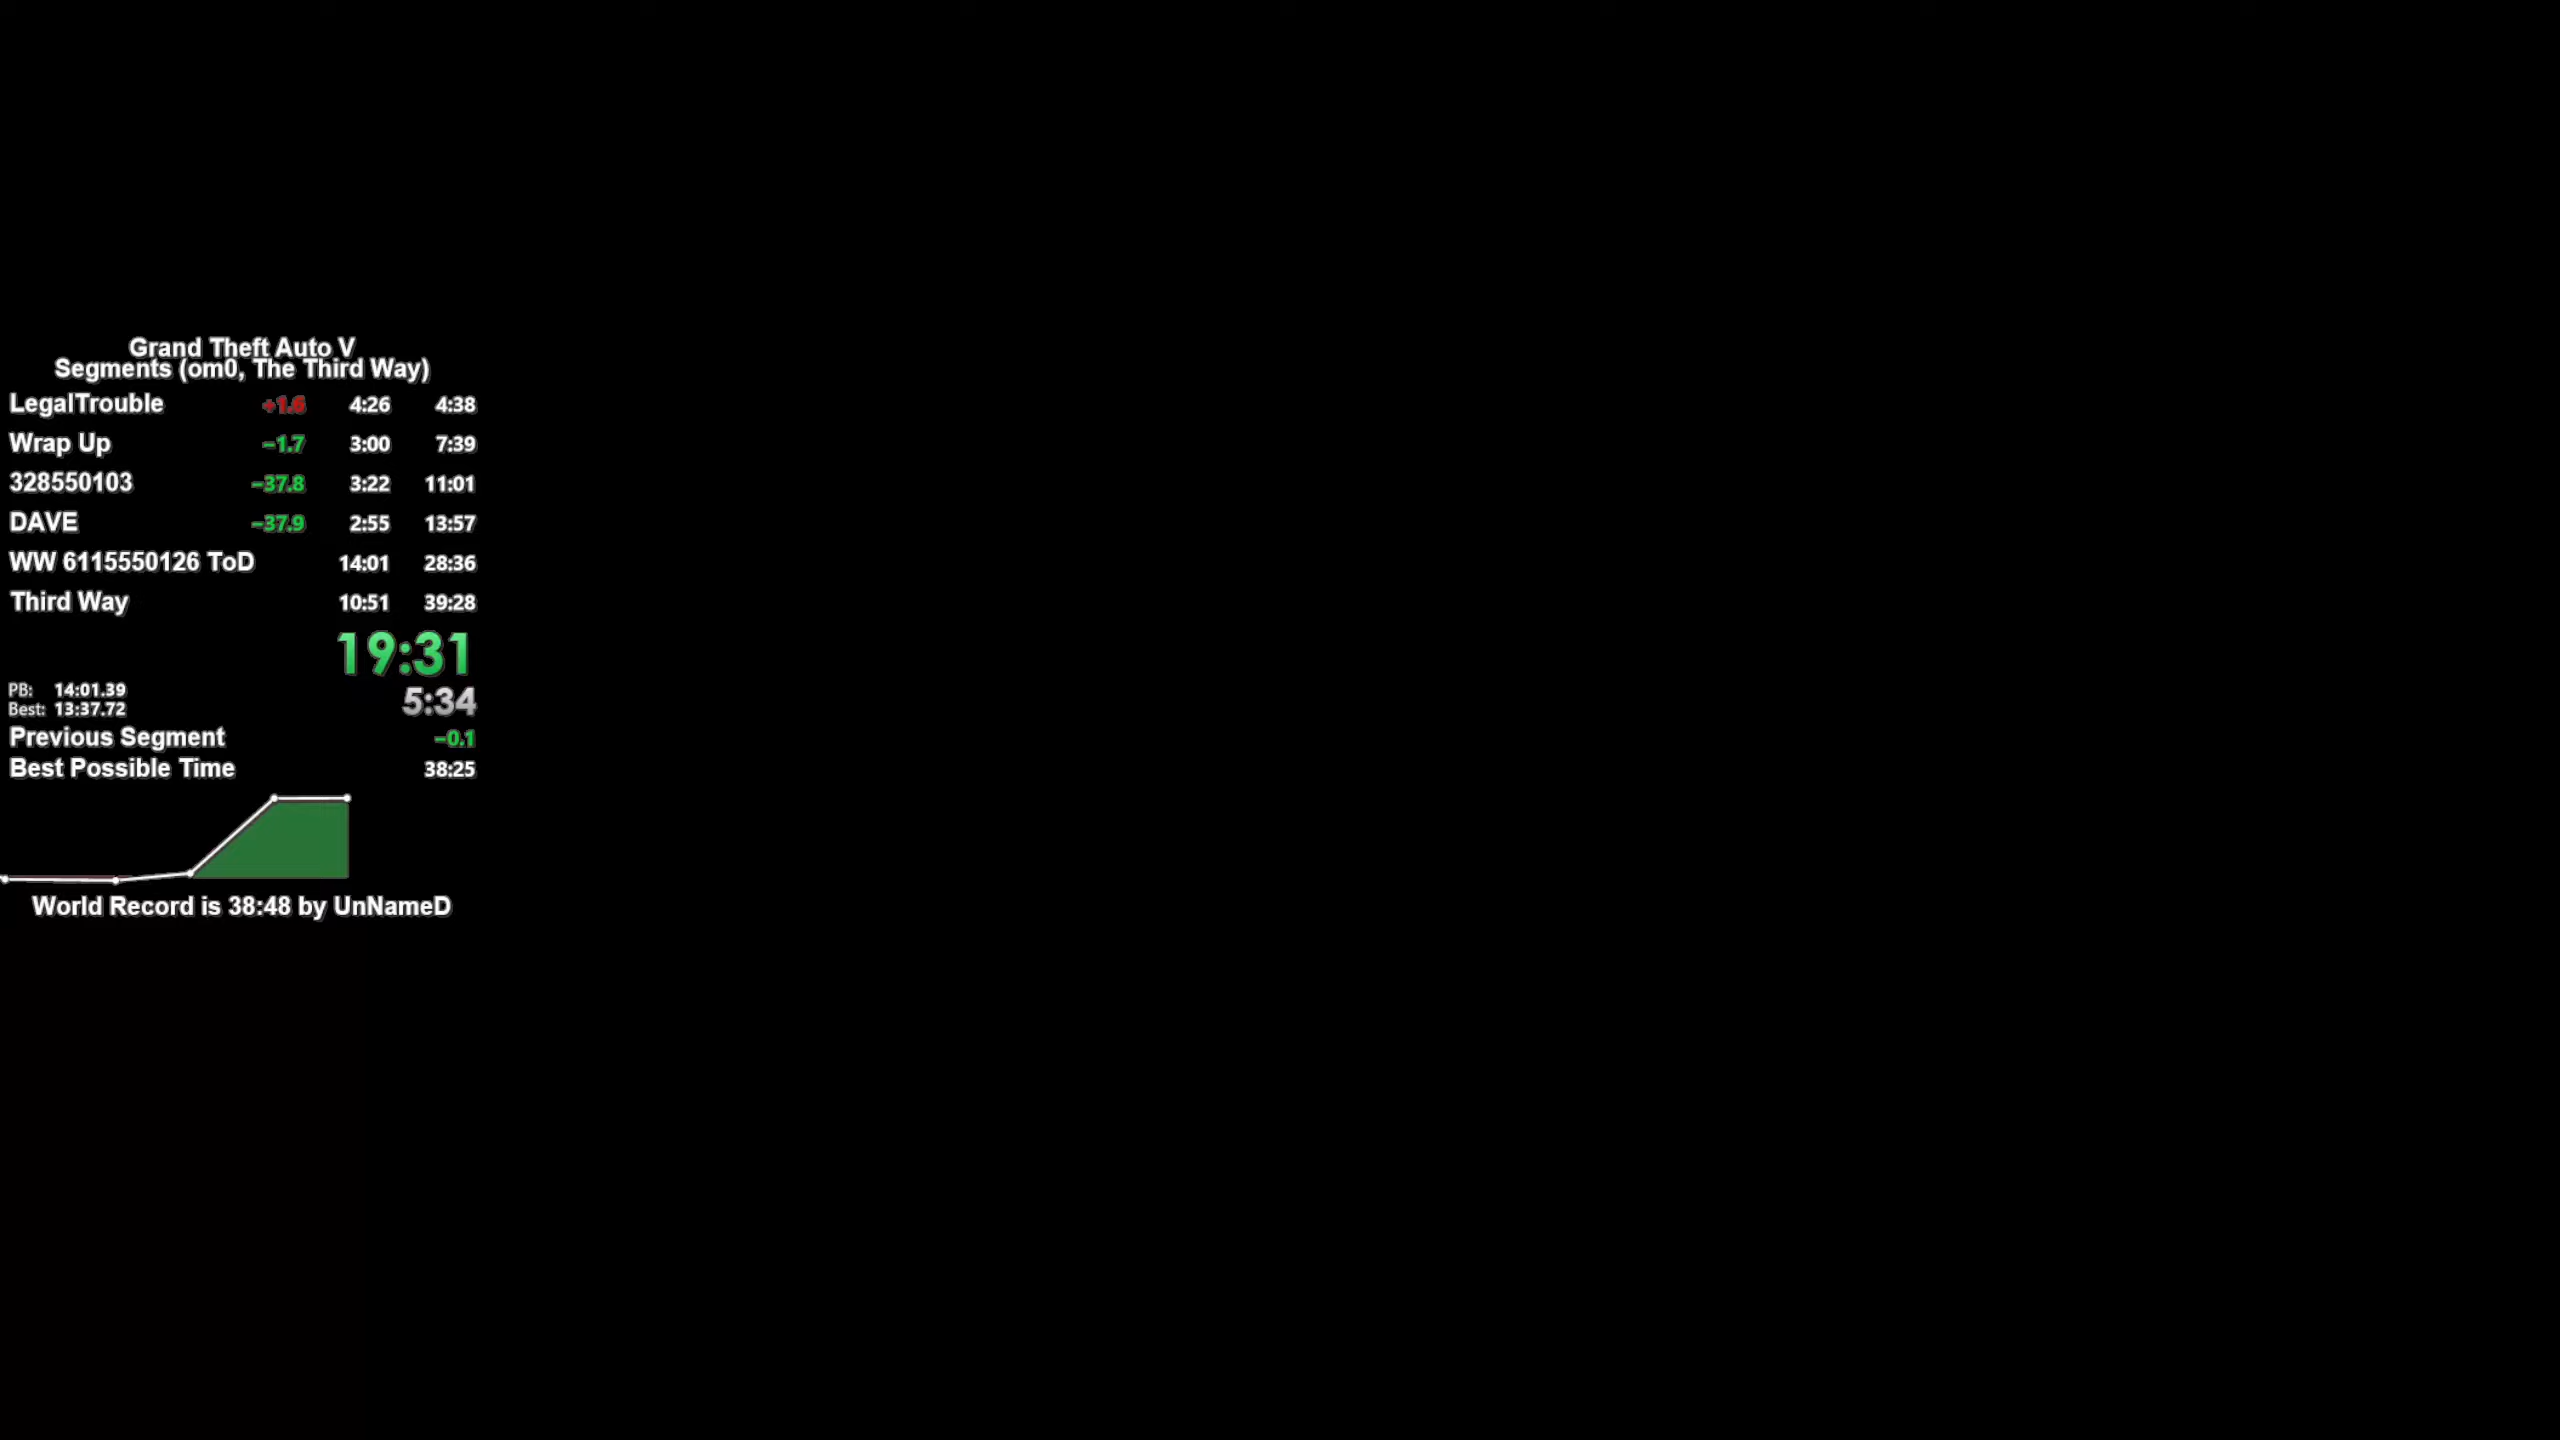 Grand Theft Auto V
Segments (om0, The Third Way)
LegalTrouble +1.6 4:26 4:38
Wrap Up −1.7 3:00 7:39
328550103 −37.8 3:22 11:01
DAVE −37.9 2:55 13:57
WW 6115550126 ToD 14:01 28:36
Third Way 10:51 39:28
19:31
PB: 14:01.39
5:34
Best: 13:37.72
Previous Segment −0.1
Best Possible Time 38:25
World Record is 38:48 by UnNameD